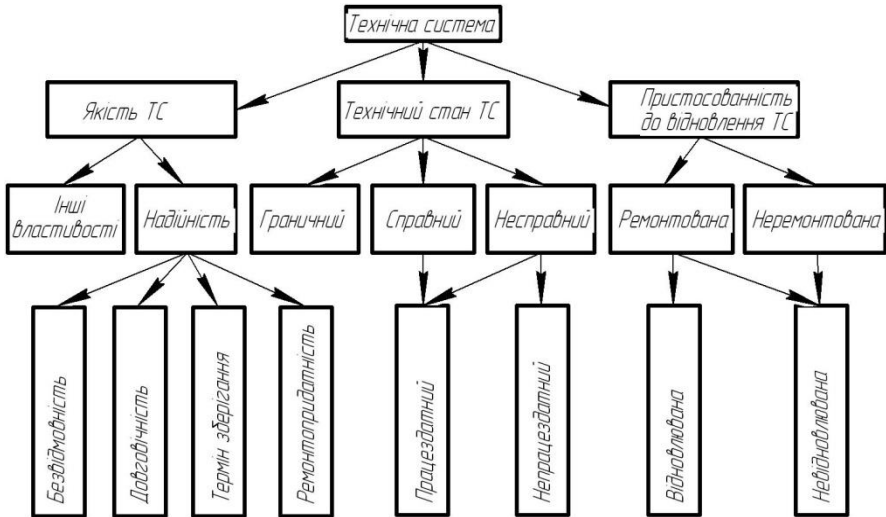 Технічна система
Якість ТС
Технічний стан ТС
Пристосованність
до відновлення ТС
Інші
властивості
Надійність
Граничний
Справний
Несправний
Ремонтована
Неремонтована
Безвідмовність
Довговічність
Термін зберігання
Ремонтопридатність
Працездатний
Непрацездатний
Відновлювана
Невідновлювана